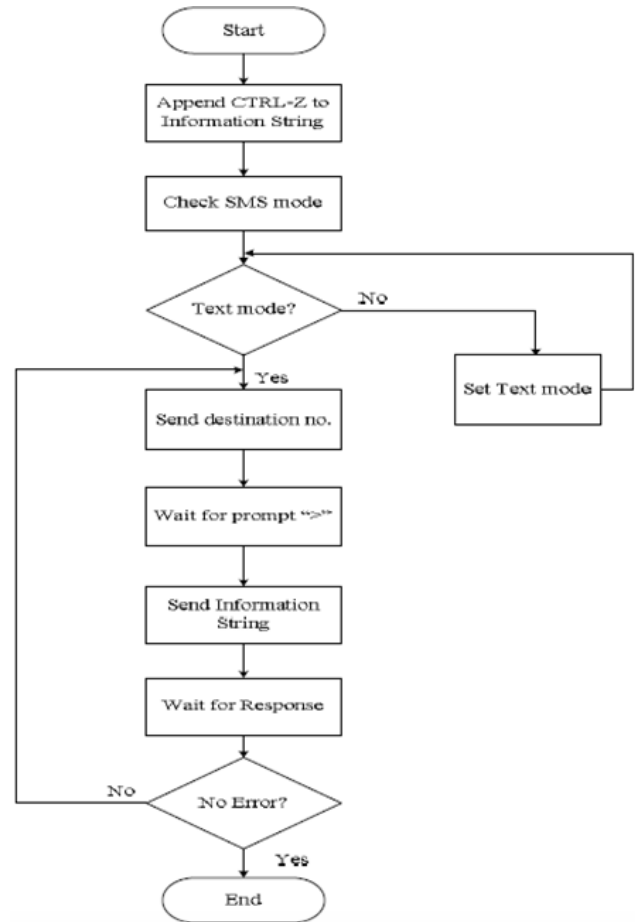 Start
Append CTRL-Z to
Information String
Check SMS mode
Text mode?
No
Yes
Set Text mode
Send destination no.
Wait for prompt “>”
Send Information
String
Wait for Response
No
No Error?
Yes
End